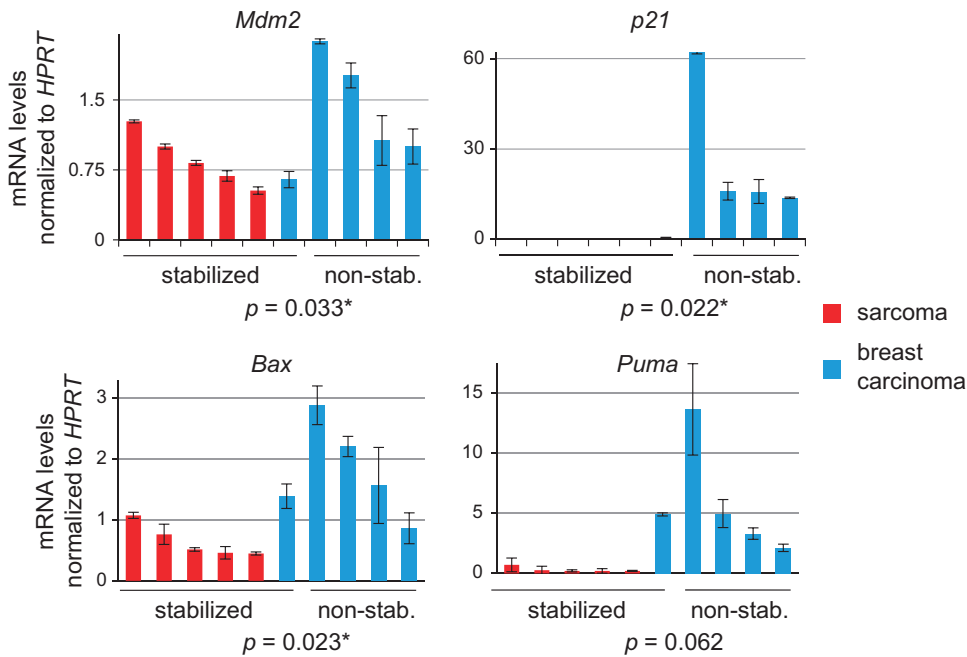 Mdm2
p21
mRNA levels
normalized to HPRT
1.5
0.75
0
60
30
0
stabilized
non-stab.
stabilized
non-stab.
p = 0.033*
p = 0.022*
sarcoma
breast
carcinoma
Bax
Puma
mRNA levels
normalized to HPRT
3
2
1
0
15
10
5
0
stabilized
non-stab.
stabilized
non-stab.
p = 0.023*
p = 0.062